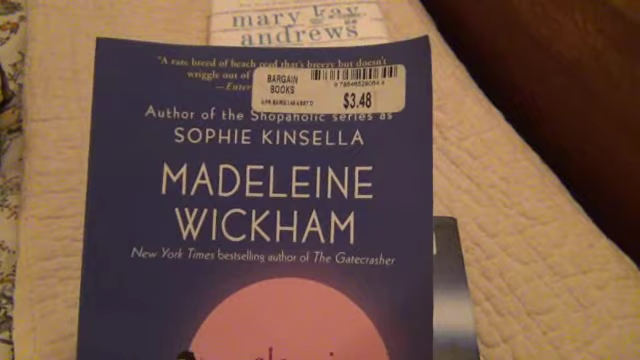 mary kay
andrews
"A rare breed of beach read that's breezy but doesn't
wriggle out of
BARGAIN
BOOKS
$3.48
Author of the Shopaholic series as
SOPHIE KINSELLA
MADELEINE
WICKHAM
New York Times bestselling author of The Gatecrasher